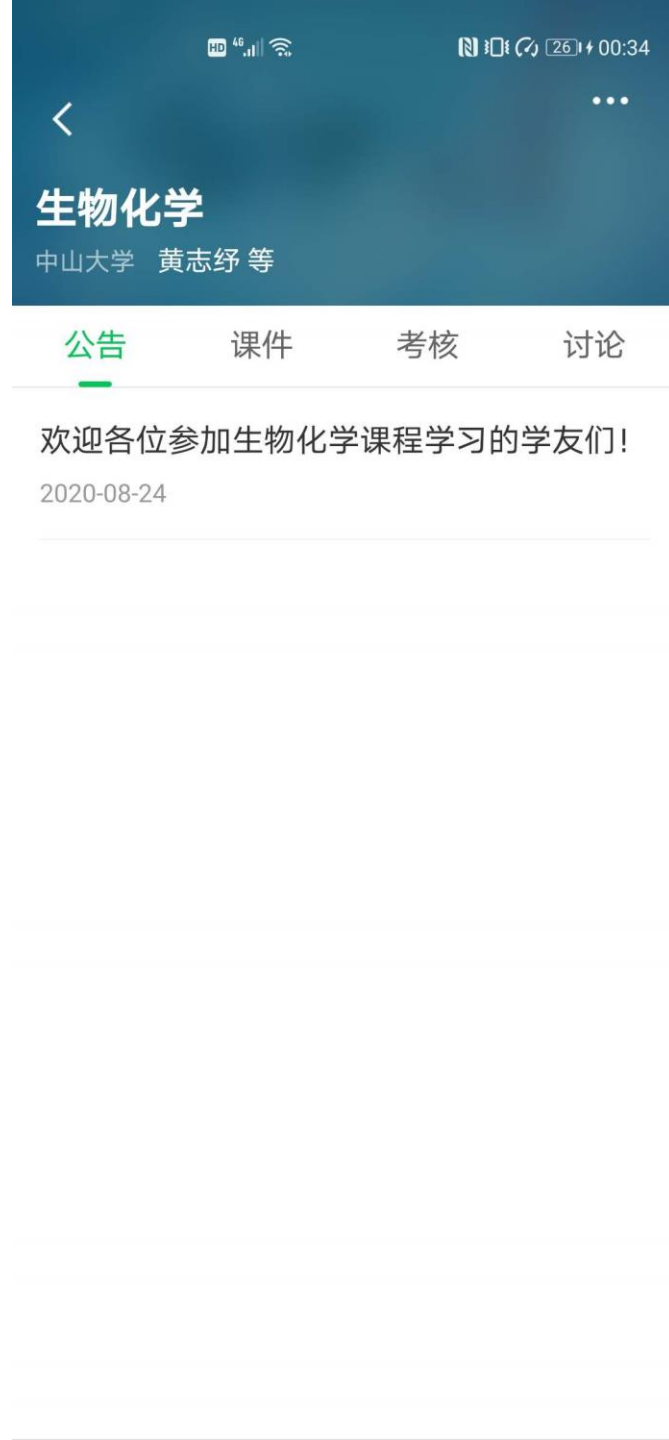 HD 4G 26 00:34
生物化学
中山大学 黄志纾 等
公告 课件 考核 讨论
欢迎各位参加生物化学课程学习的学友们!
2020-08-24